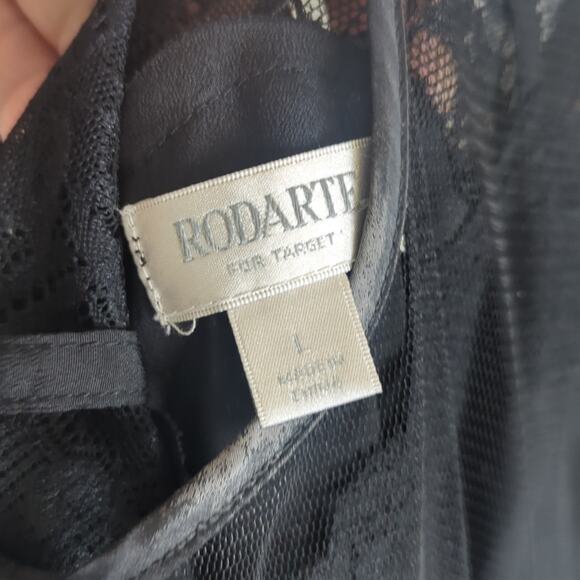 RODARTE
FOR TARGET
L
MADE IN
CHINA